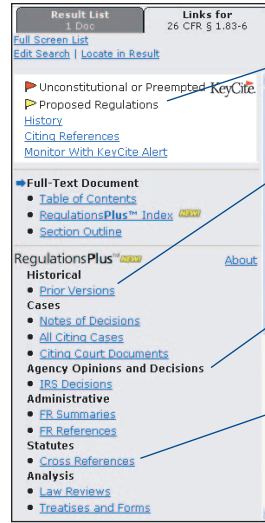 Result List
1 Doc
Links for
26 CFR § 1.83-6
Full Screen List
Edit Search | Locate in Result
Unconstitutional or Preempted KeyCite.
Proposed Regulations
History
Citing References
Monitor With KeyCite Alert
Full-Text Document
• Table of Contents
• RegulationsPlus™ Index NEW!
• Section Outline
RegulationsPlus™ NEW! About
Historical
• Prior Versions
Cases
• Notes of Decisions
• All Citing Cases
• Citing Court Documents
Agency Opinions and Decisions
• IRS Decisions
Administrative
• FR Summaries
• FR References
Statutes
• Cross References
Analysis
• Law Reviews
• Treatises and Forms